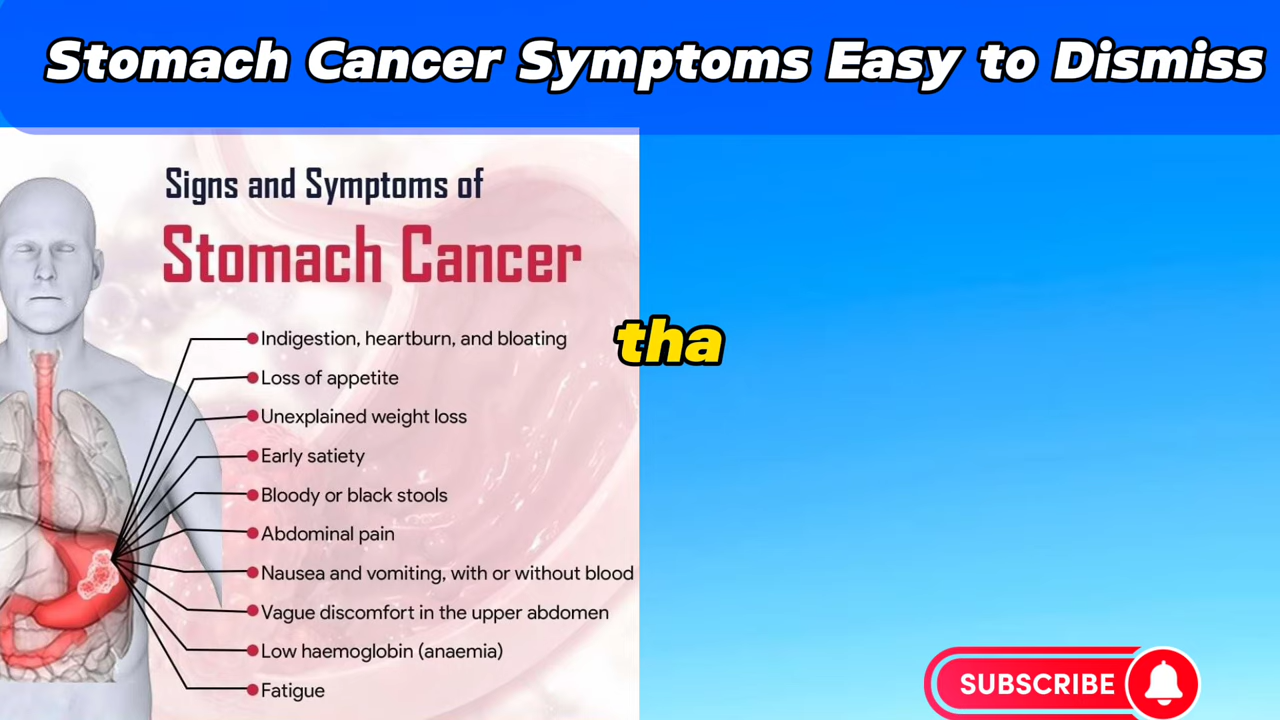 Stomach Cancer Symptoms Easy to Dismiss
Signs and Symptoms of
Stomach Cancer
Indigestion, heartburn, and bloating
Loss of appetite
Unexplained weight loss
Early satiety
Bloody or black stools
Abdominal pain
Nausea and vomiting, with or without blood
Vague discomfort in the upper abdomen
Low haemoglobin (anaemia)
Fatigue
tha
SUBSCRIBE